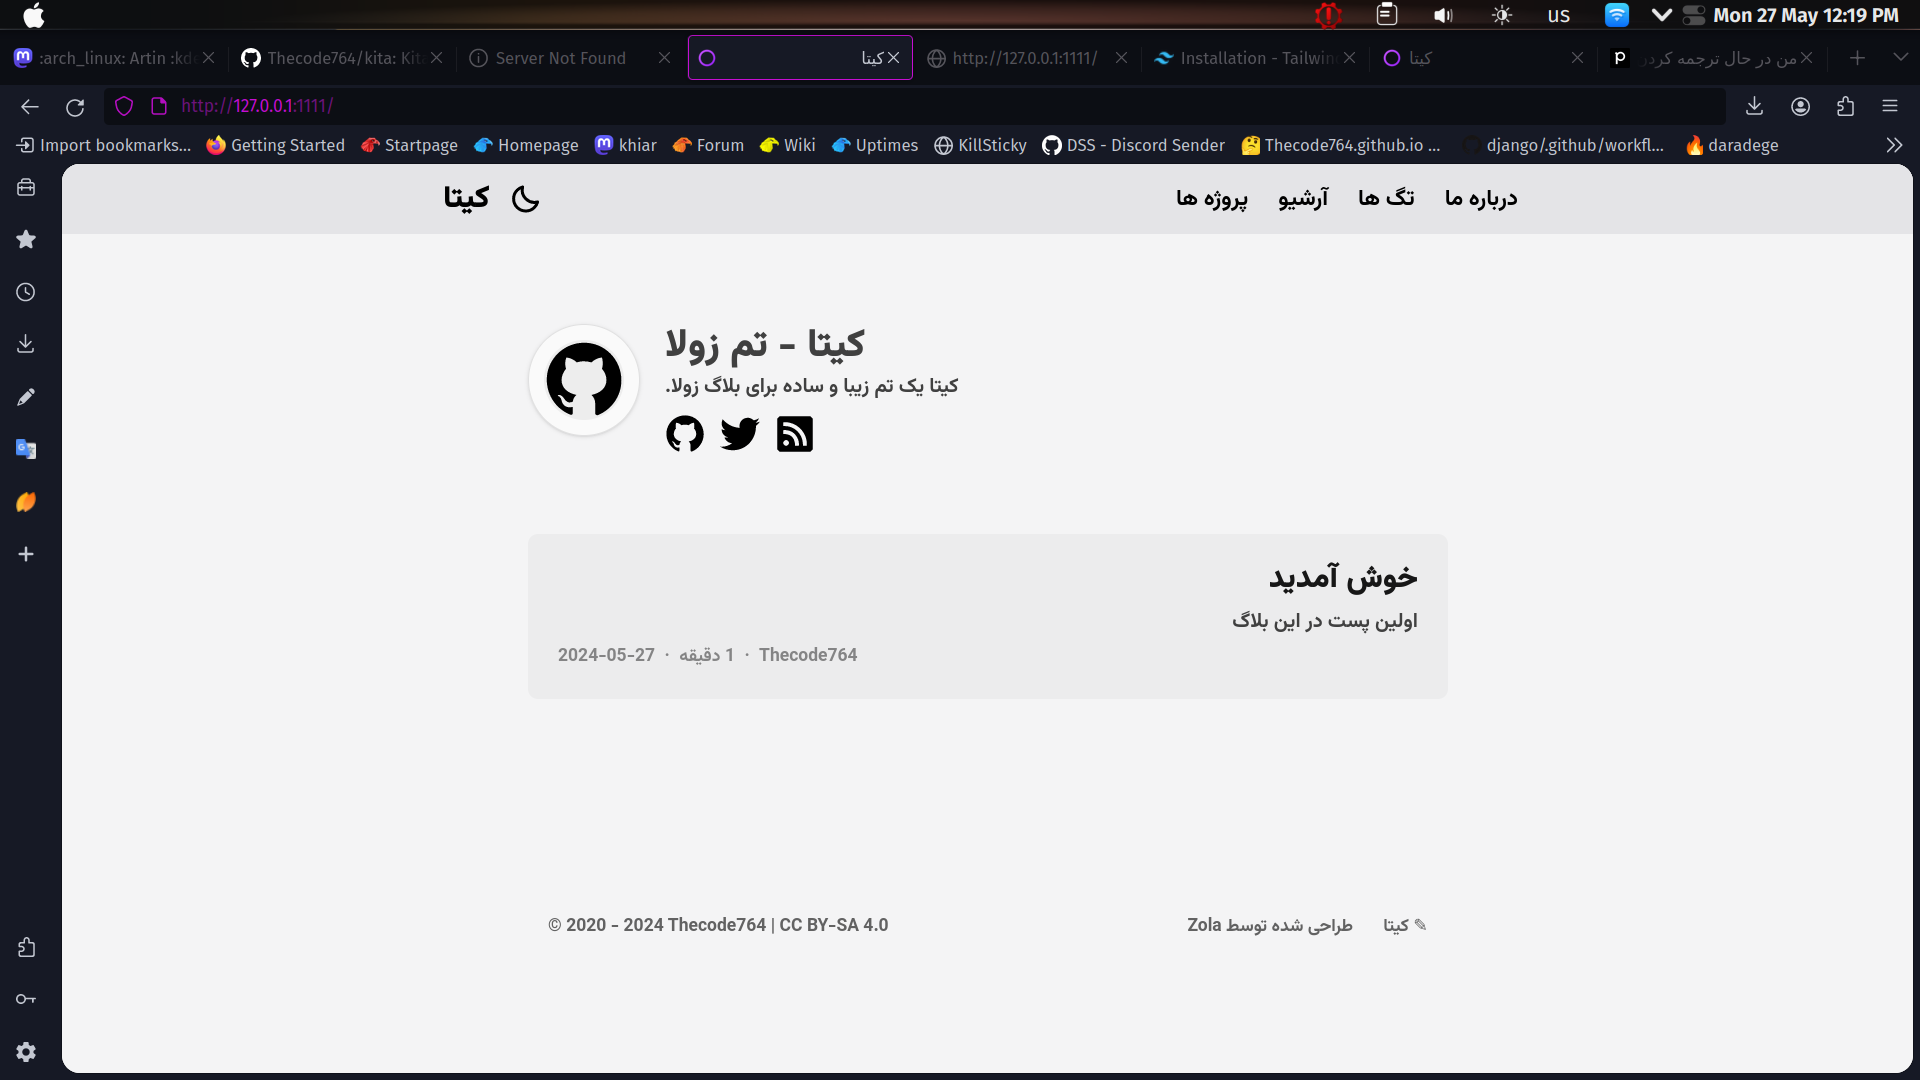 us
Mon 27 May 12:19 PM
:arch_linux: Artin :kd
Thecode764/kita: Kit
Server Not Found
کیتا
http://127.0.0.1:1111/
Installation - Tailwin
کیتا
من در حال ترجمه کردن
http://127.0.0.1:1111/
Import bookmarks...
Getting Started
Startpage
Homepage
khiar
Forum
Wiki
Uptimes
KillSticky
DSS - Discord Sender
Thecode764.github.io ...
django/.github/workfl...
daradege
کیتا
پروژه ها
آرشیو
تگ ها
درباره ما
کیتا - تم زولا
کیتا یک تم زیبا و ساده برای بلاگ زولا.
خوش آمدید
اولین پست در این بلاگ
2024-05-27 · 1 دقیقه · Thecode764
© 2020 - 2024 Thecode764 | CC BY-SA 4.0
طراحی شده توسط Zola
✎ کیتا